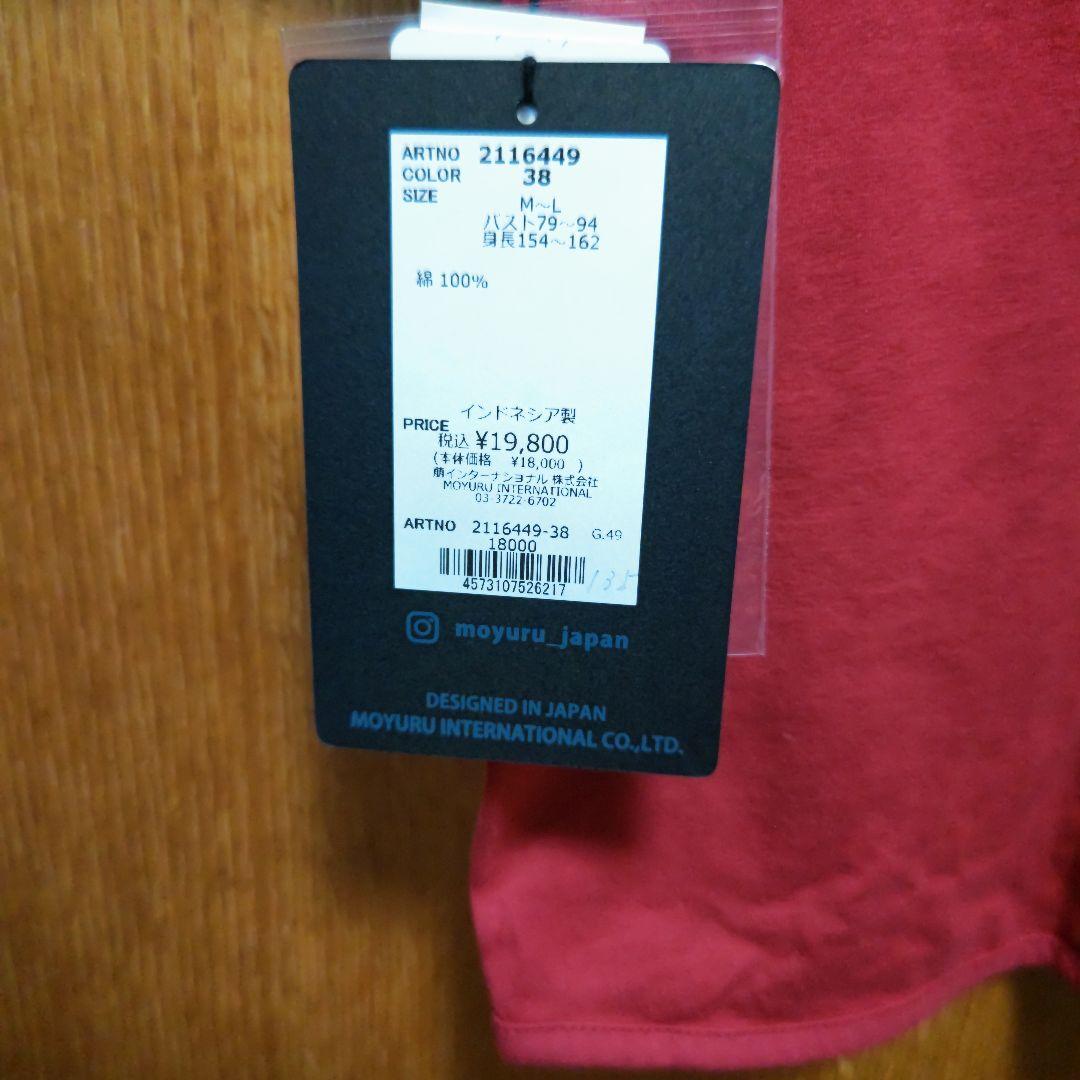 ARTNO 2116449
COLOR 38
SIZE M～L
バスト79～94
身長154～162
綿 100%
インドネシア製
PRICE 税込 ¥19,800
(本体価格 ¥18,000 )
萌インターナショナル 株式会社
MOYURU INTERNATIONAL
03-3722-6702
ARTNO 2116449-38 G.49
18000
4573107526217
135
moyuru_japan
DESIGNED IN JAPAN
MOYURU INTERNATIONAL CO.,LTD.